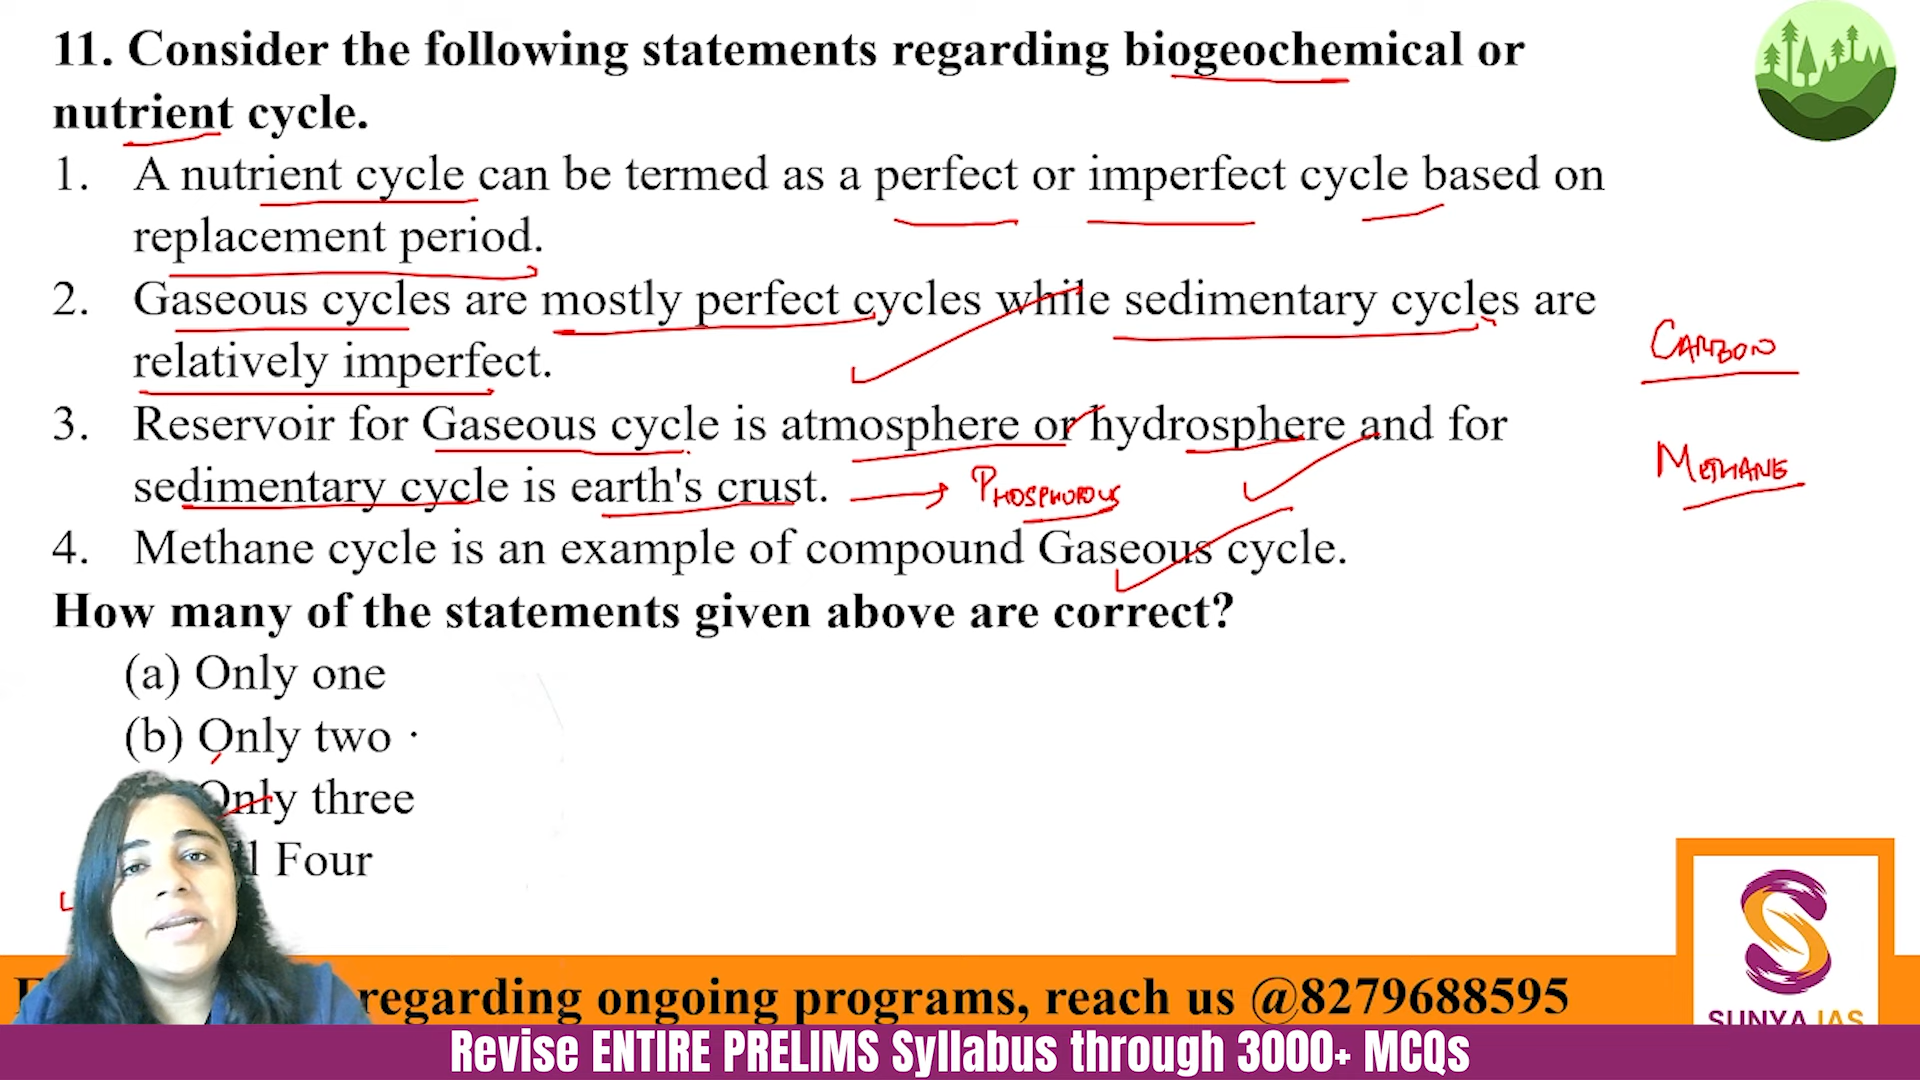 11. Consider the following statements regarding biogeochemical or
nutrient cycle.
1. A nutrient cycle can be termed as a perfect or imperfect cycle based on
replacement period.
2. Gaseous cycles are mostly perfect cycles while sedimentary cycles are
relatively imperfect.
CARBON
3. Reservoir for Gaseous cycle is atmosphere or hydrosphere and for
sedimentary cycle is earth's crust.
PHOSPHOROUS
METHANE
4. Methane cycle is an example of compound Gaseous cycle.
How many of the statements given above are correct?
(a) Only one
(b) Only two
Only three
Four
regarding ongoing programs, reach us @8279688595
SUNYA IAS
Revise ENTIRE PRELIMS Syllabus through 3000+ MCQs